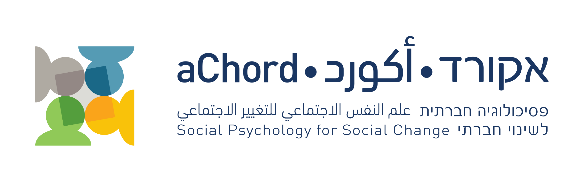 aChord • أكورد • אקורד
פסיכולוגיה חברתית علم النفس الاجتماعي للتغيير الاجتماعي
Social Psychology for Social Change לשינוי חברתי